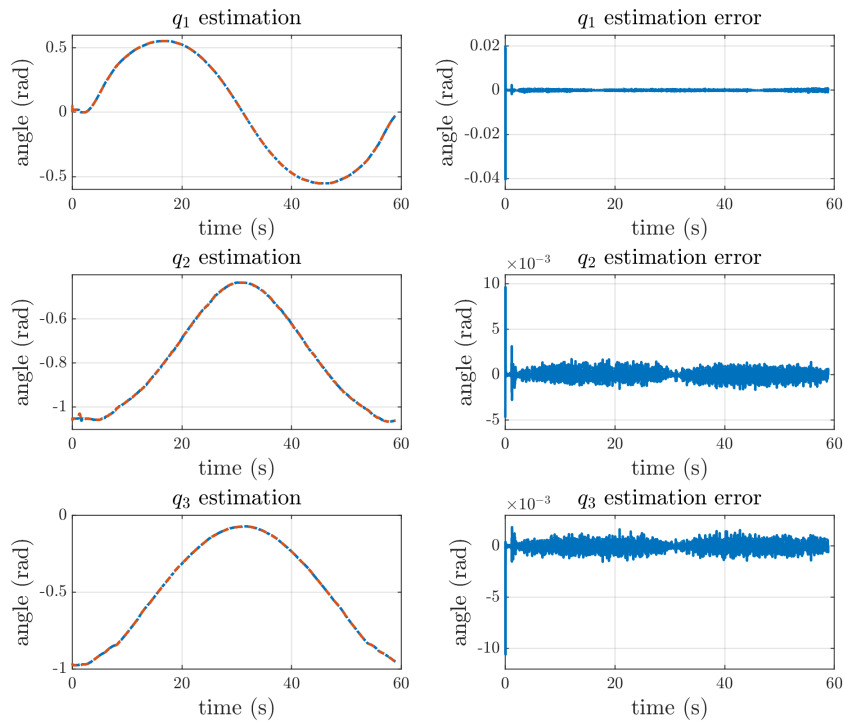 q1 estimation
0.5
0
-0.5
0 20 40 60
angle (rad)
time (s)
q1 estimation error
0.02
0
-0.02
-0.04
0 20 40 60
angle (rad)
time (s)
q2 estimation
-0.6
-0.8
-1
0 20 40 60
angle (rad)
time (s)
×10-3
q2 estimation error
10
5
0
-5
0 20 40 60
angle (rad)
time (s)
q3 estimation
0
-0.5
-1
0 20 40 60
angle (rad)
time (s)
×10-3
q3 estimation error
0
-5
-10
0 20 40 60
angle (rad)
time (s)